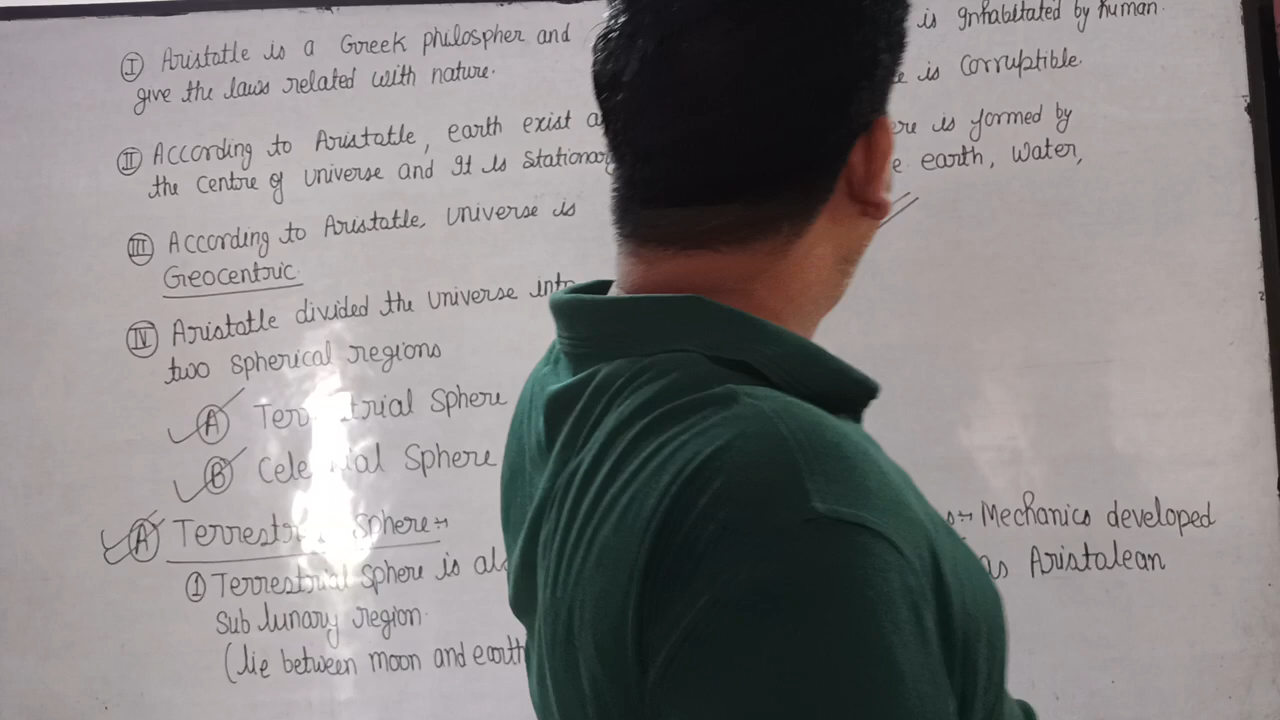 Ⓘ Aristotle is a Greek philospher and
give the laws related with nature.
Ⓘⓘ According to Aristotle, earth exist
the Centre of universe and It is Stationary
Ⓘⓘⓘ According to Aristotle, universe is
Geocentric.
ⒾⓋ Aristotle divided the universe into
two spherical regions
Ⓐ Terrestrial Sphere
Ⓑ Celestial Sphere
Ⓐ Terrestrial Sphere:-
① Terrestrial sphere is
Sub lunary region.
(lie between moon and earth
is Inhabitated by human.
is Corruptible.
is formed by
earth, Water,
Mechanics developed
as Aristolean